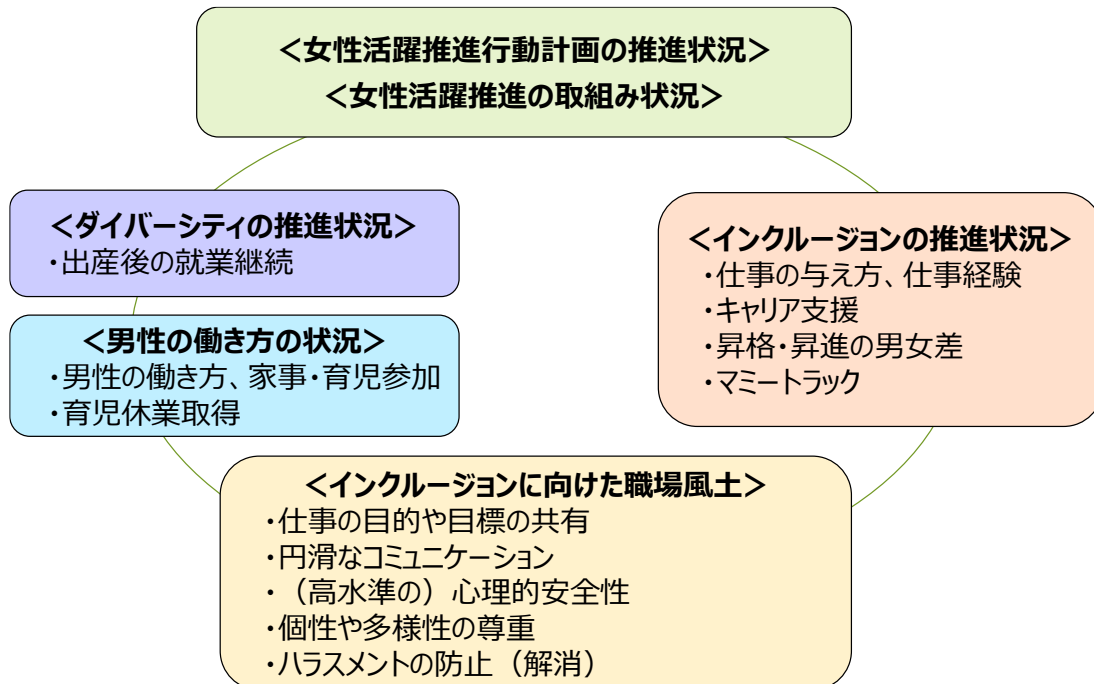 ＜女性活躍推進行動計画の推進状況＞
＜女性活躍推進の取組み状況＞
＜ダイバーシティの推進状況＞
・出産後の就業継続
＜男性の働き方の状況＞
・男性の働き方、家事・育児参加
・育児休業取得
＜インクルージョンの推進状況＞
・仕事の与え方、仕事経験
・キャリア支援
・昇格・昇進の男女差
・マミートラック
＜インクルージョンに向けた職場風土＞
・仕事の目的や目標の共有
・円滑なコミュニケーション
・（高水準の）心理的安全性
・個性や多様性の尊重
・ハラスメントの防止（解消）